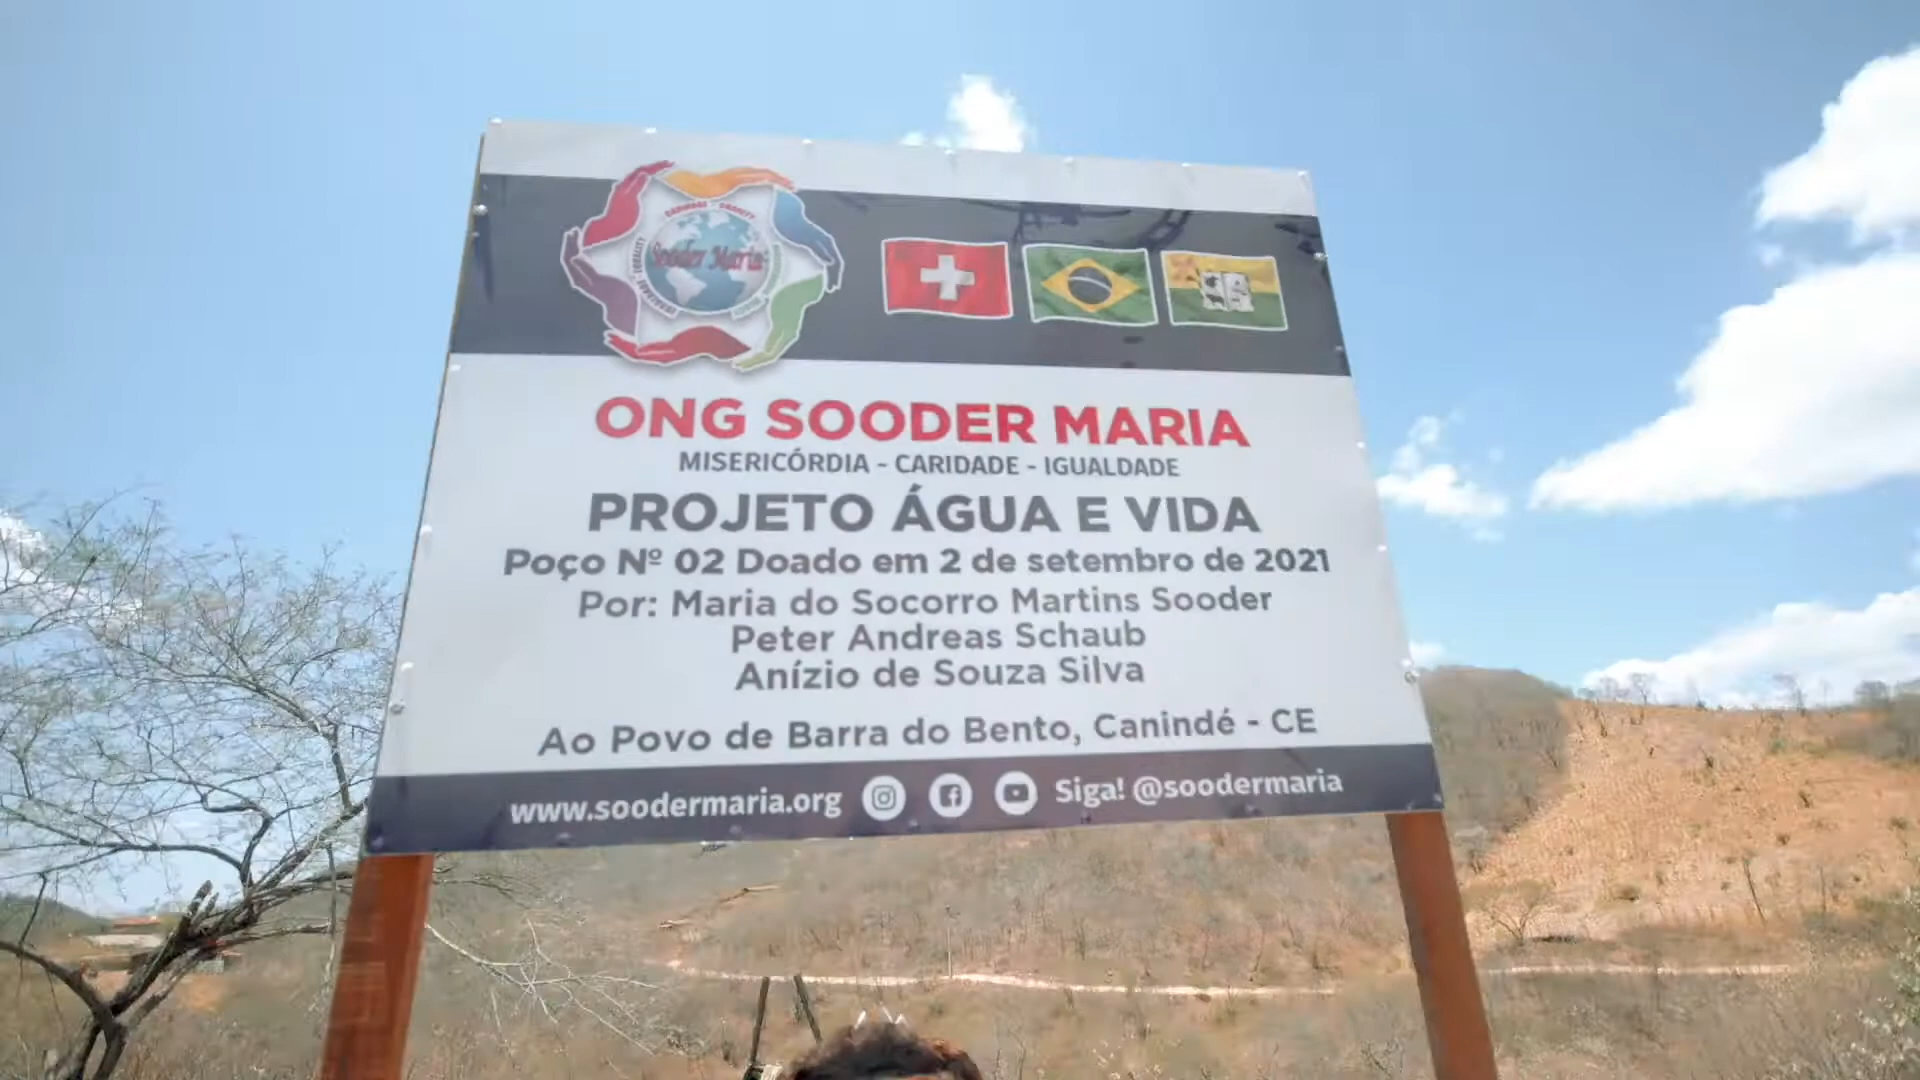 Sooder Maria
ONG SOODER MARIA
MISERICÓRDIA - CARIDADE - IGUALDADE
PROJETO ÁGUA E VIDA
Poço Nº 02 Doado em 2 de setembro de 2021
Por: Maria do Socorro Martins Sooder
Peter Andreas Schaub
Anízio de Souza Silva
Ao Povo de Barra do Bento, Canindé - CE
www.soodermaria.org Siga! @soodermaria